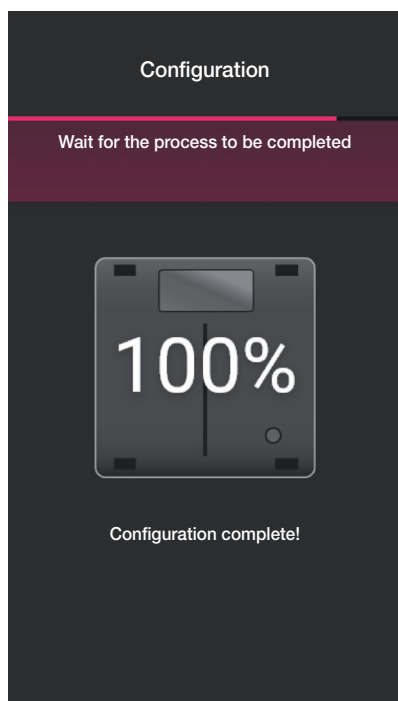 Configuration
Wait for the process to be completed
100%
Configuration complete!